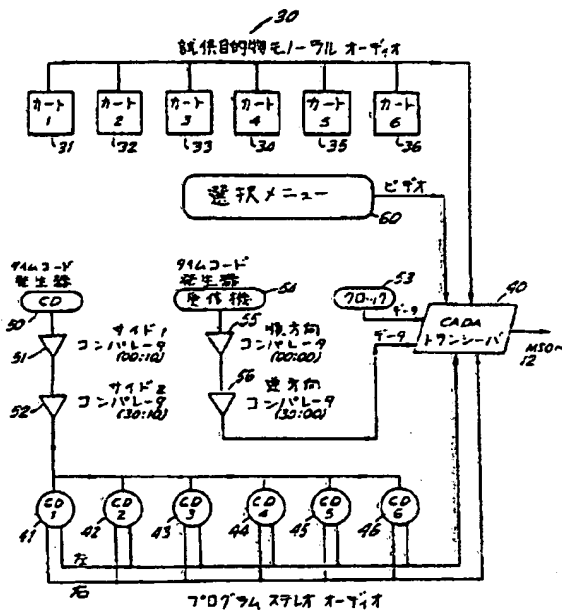 30
試供目的物モノーラル オーディオ
カート 1
カート 2
カート 3
カート 4
カート 5
カート 6
31
32
33
34
35
36
選択メニュー
ビデオ
60
タイムコード
発生器
CD
50
51
サイド1
コンパレータ
(00:10)
52
サイド2
コンパレータ
(30:10)
タイムコード
発生器
発信機
54
55
順方向
コンパレータ
(00:00)
56
逆方向
コンパレータ
(30:00)
クロック
53
データ
データ
40
CADA
トランシーバ
MSOへ
12
CD 1
CD 2
CD 3
CD 4
CD 5
CD 6
41
42
43
44
45
46
左
右
プログラム ステレオ オーディオ